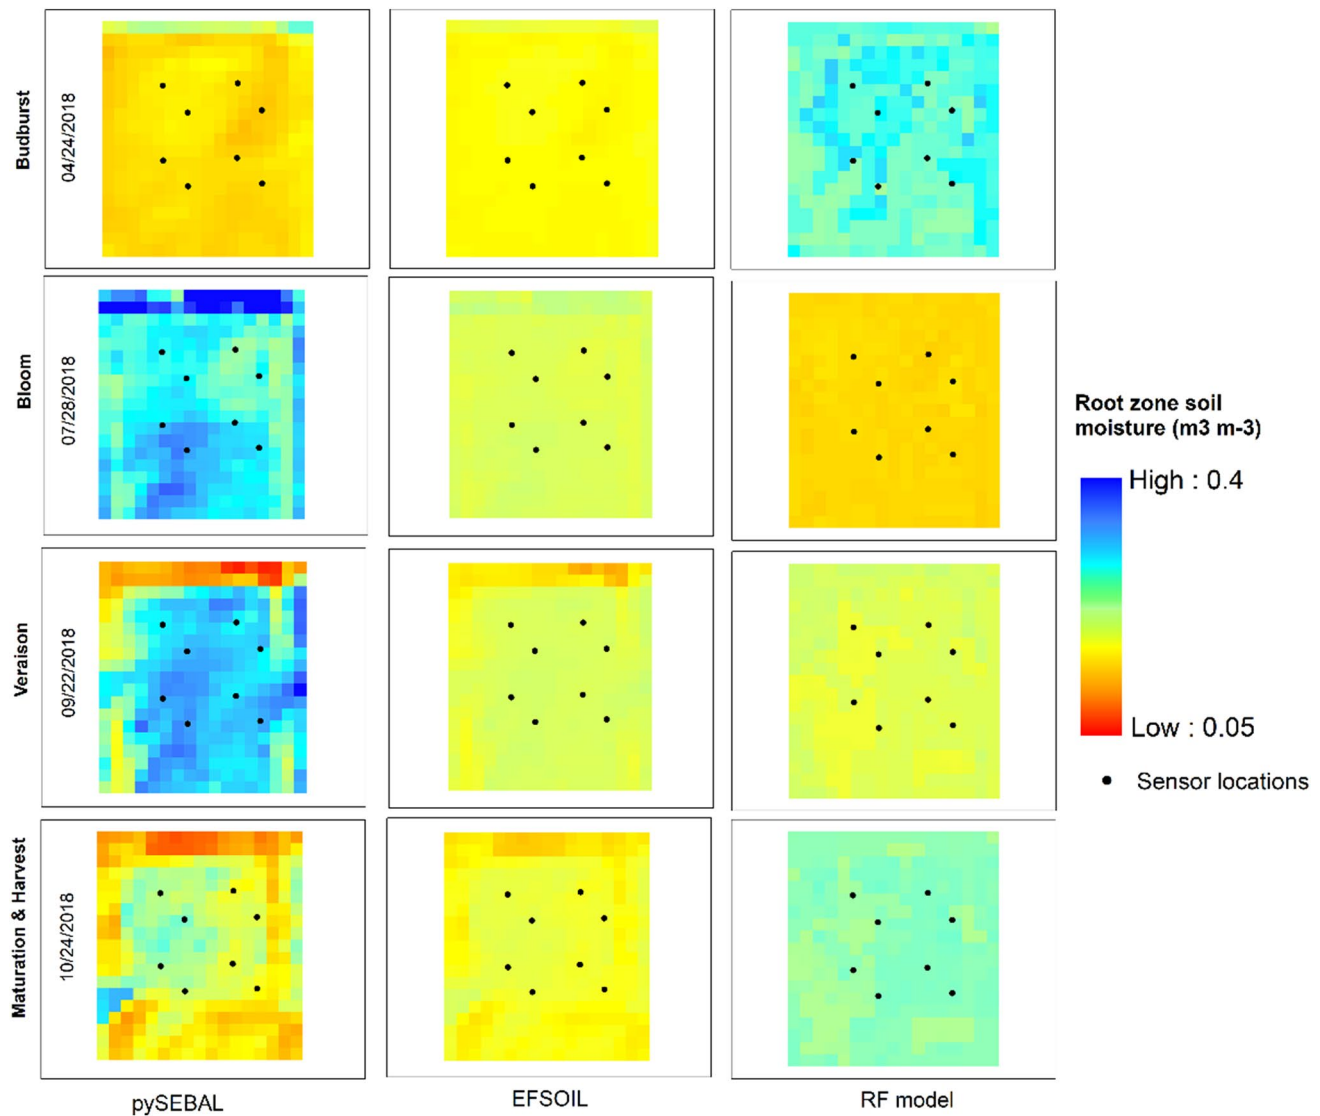 Budburst
04/24/2018
Bloom
07/28/2018
Veraison
09/22/2018
Maturation & Harvest
10/24/2018
pySEBAL
EFSOIL
RF model
Root zone soil
moisture (m3 m-3)
High : 0.4
Low : 0.05
Sensor locations